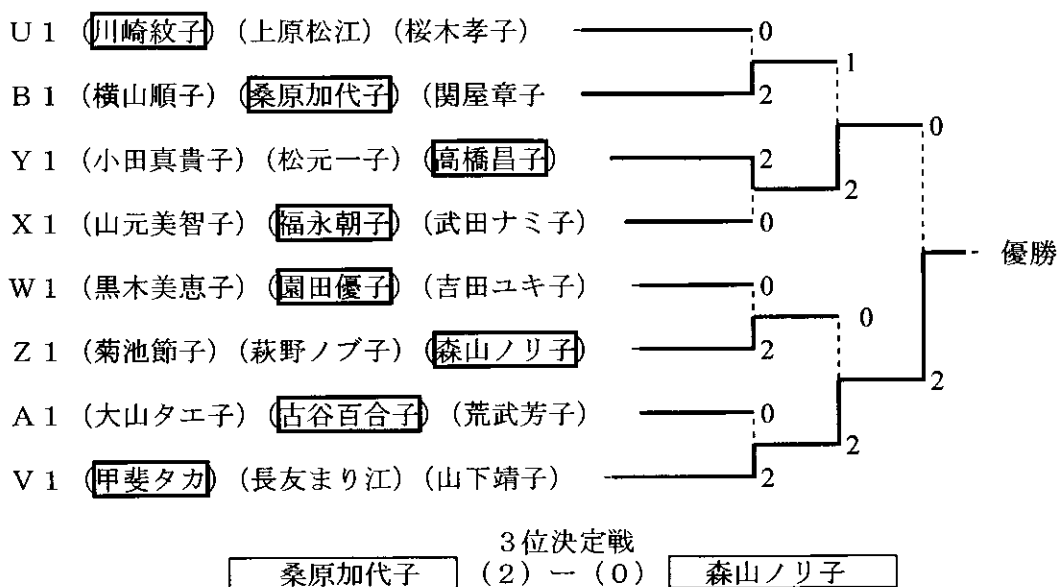 U1 (川崎紋子) (上原松江) (桜木孝子) 0
1
B1 (横山順子) (桑原加代子) (関屋章子 2
0
Y1 (小田真貴子) (松元一子) (高橋昌子) 2
2
X1 (山元美智子) (福永朝子) (武田ナミ子) 0
優勝
W1 (黒木美恵子) (園田優子) (吉田ユキ子) 0
0
Z1 (菊池節子) (萩野ノブ子) (森山ノリ子) 2
2
A1 (大山タエ子) (古谷百合子) (荒武芳子) 0
2
V1 (甲斐タカ) (長友まり江) (山下靖子) 2
3位決定戦
桑原加代子 (2) ー (0) 森山ノリ子